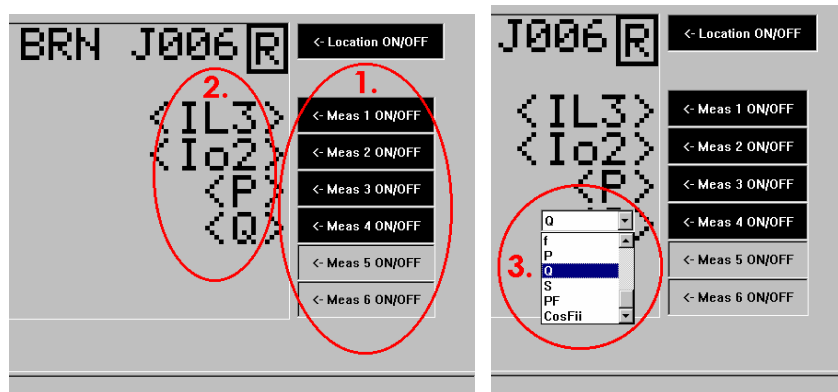 BRN J006 R
<- Location ON/OFF
1.
2.
<IL3>
<- Meas 1 ON/OFF
<Io2>
<- Meas 2 ON/OFF
<P>
<- Meas 3 ON/OFF
<Q>
<- Meas 4 ON/OFF
<- Meas 5 ON/OFF
<- Meas 6 ON/OFF
J006 R
<- Location ON/OFF
<IL3>
<- Meas 1 ON/OFF
<Io2>
<- Meas 2 ON/OFF
<P>
<- Meas 3 ON/OFF
Q
<- Meas 4 ON/OFF
3.
f
P
Q
S
PF
CosFii
<- Meas 5 ON/OFF
<- Meas 6 ON/OFF